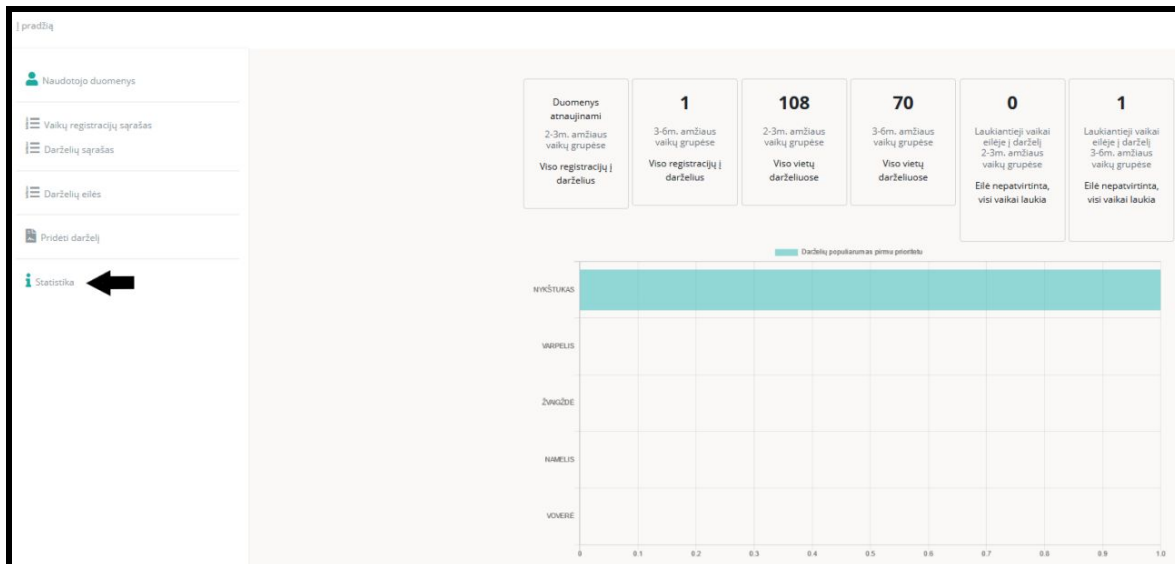 Į pradžią
Naudotojo duomenys
Vaikų registracijų sąrašas
Darželių sąrašas
Darželių eilės
Pridėti darželį
Statistika
Duomenys
atnaujinami
2-3m. amžiaus
vaikų grupėse
Viso registracijų į
darželius
1
3-6m. amžiaus
vaikų grupėse
Viso registracijų į
darželius
108
2-3m. amžiaus
vaikų grupėse
Viso vietų
darželiuose
70
3-6m. amžiaus
vaikų grupėse
Viso vietų
darželiuose
0
Laukiantieji vaikai
eilėje į darželį
2-3m. amžiaus
vaikų grupėse
Eilė nepatvirtinta,
visi vaikai laukia
1
Laukiantieji vaikai
eilėje į darželį
3-6m. amžiaus
vaikų grupėse
Eilė nepatvirtinta,
visi vaikai laukia
Darželių populiarumas pirmu prioritetu
NYKŠTUKAS
VARPELIS
ŽVAIGŽDĖ
NAMELIS
VOVERĖ
0 0.1 0.2 0.3 0.4 0.5 0.6 0.7 0.8 0.9 1.0